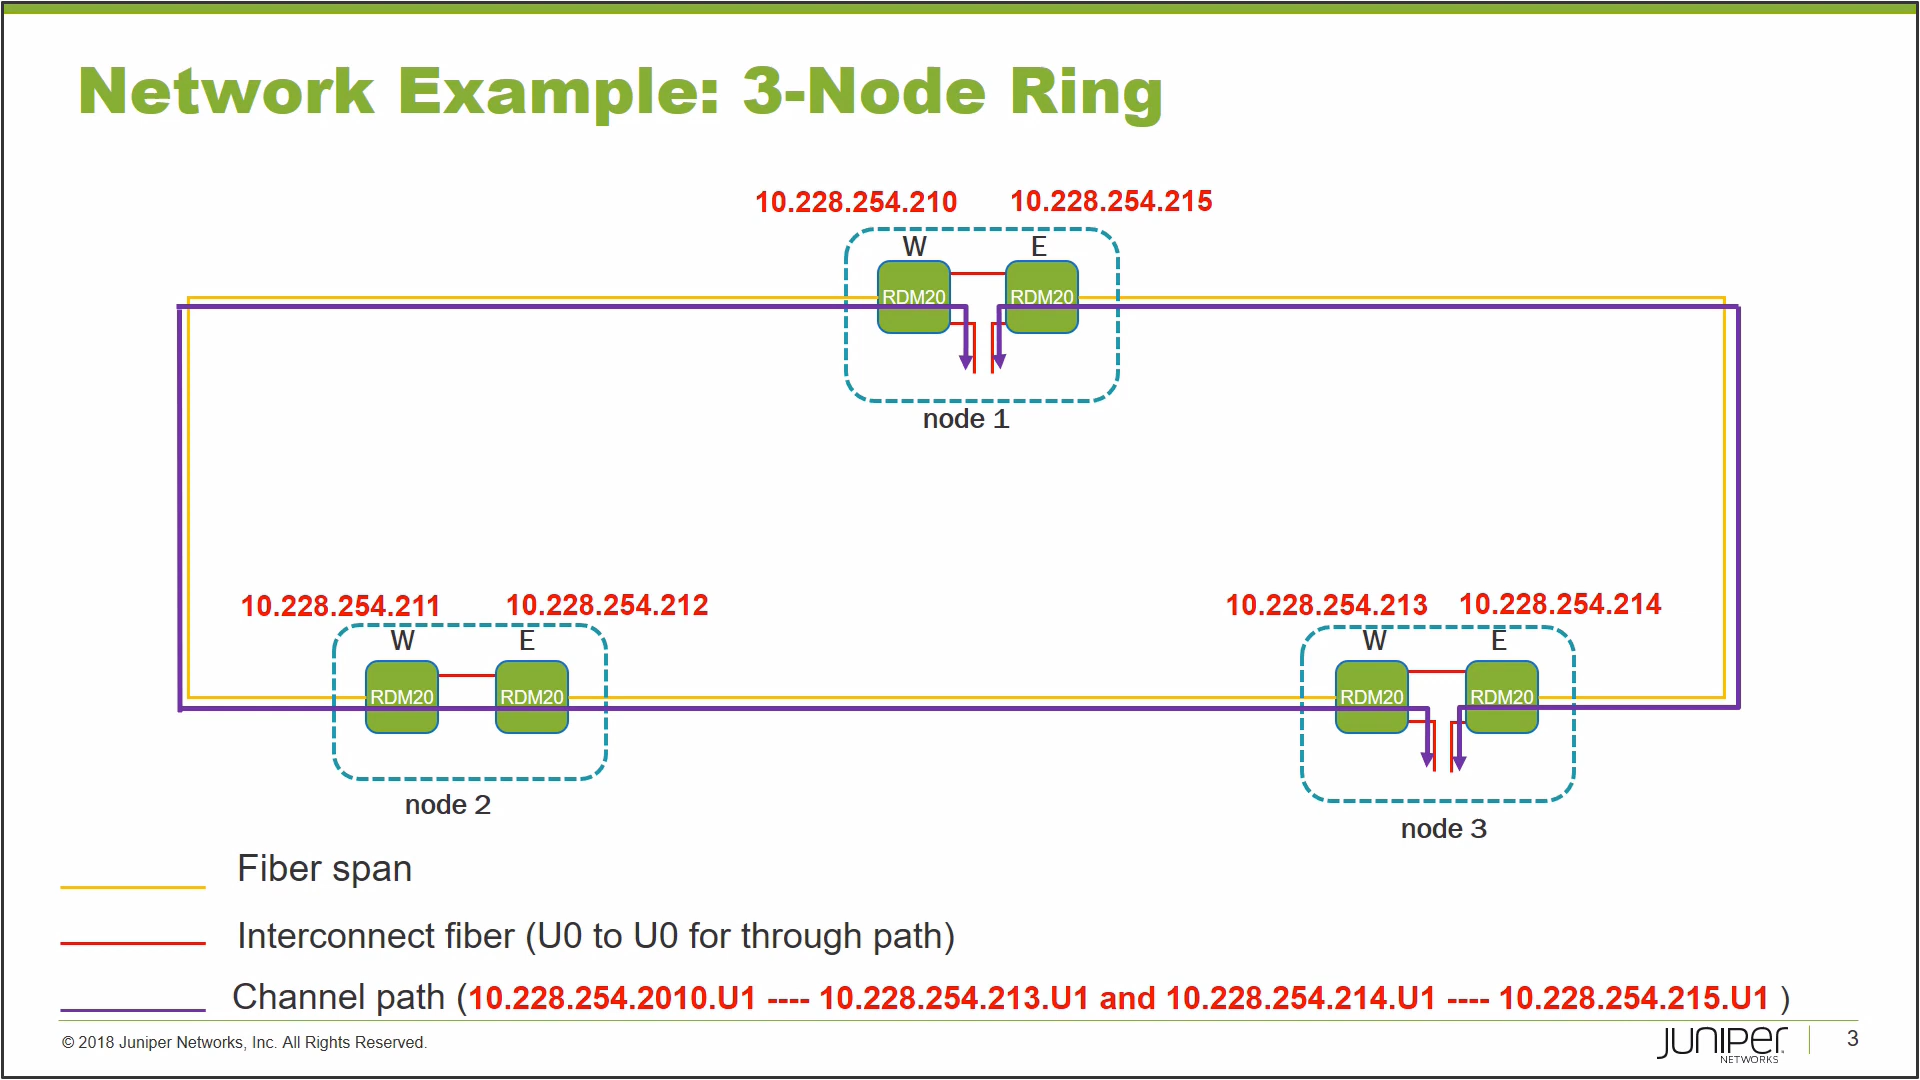 Network Example: 3-Node Ring
10.228.254.210 10.228.254.215
W E
RDM20 RDM20
node 1
10.228.254.211 10.228.254.212 10.228.254.213 10.228.254.214
W E W E
RDM20 RDM20 RDM20 RDM20
node 2
node 3
Fiber span
Interconnect fiber (U0 to U0 for through path)
Channel path (10.228.254.2010.U1 ---- 10.228.254.213.U1 and 10.228.254.214.U1 ---- 10.228.254.215.U1 )
© 2018 Juniper Networks, Inc. All Rights Reserved.
JUNIPER
NETWORKS
3